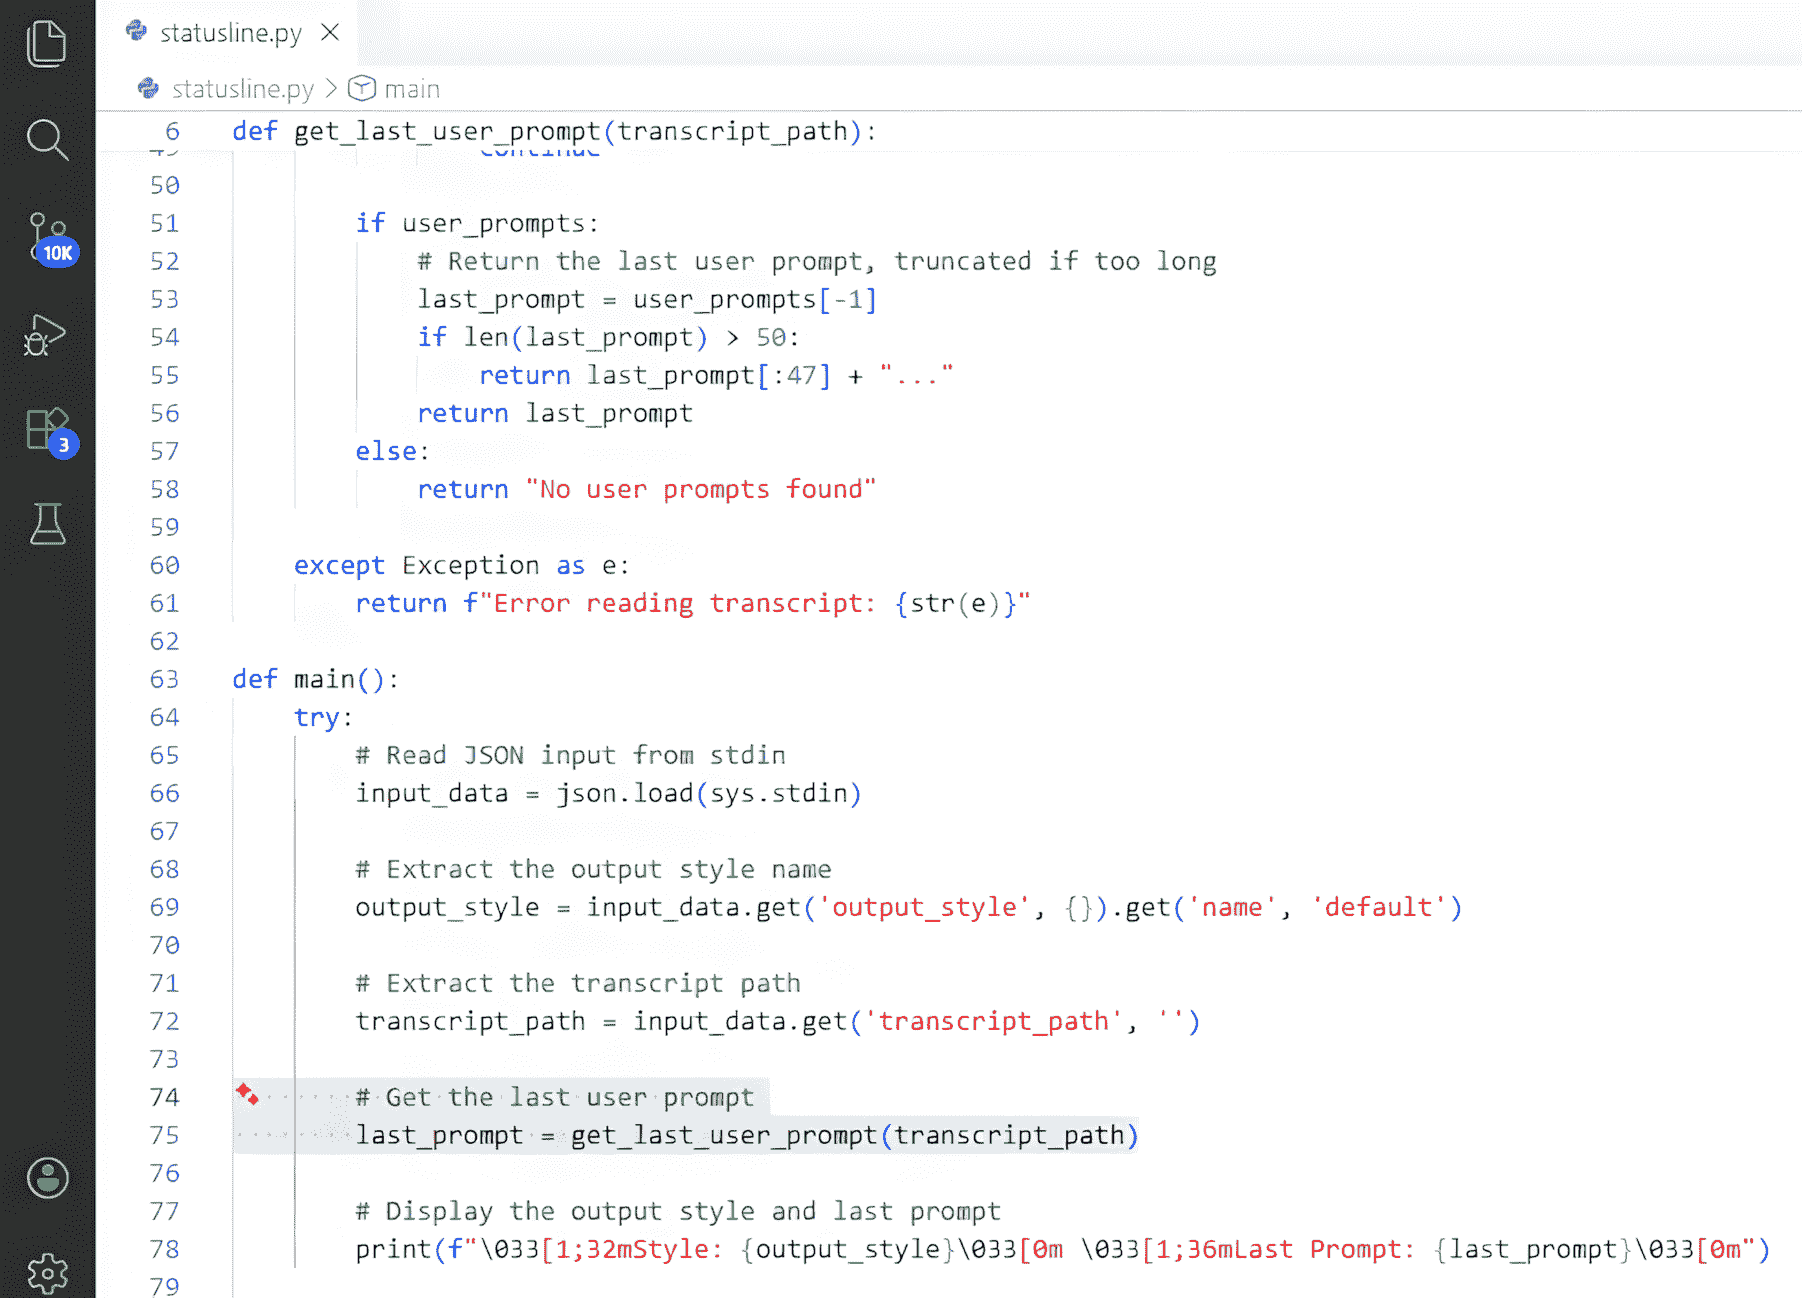 statusline.py
statusline.py > main
6 def get_last_user_prompt(transcript_path):
49 continue
50
51 if user_prompts:
52 # Return the last user prompt, truncated if too long
53 last_prompt = user_prompts[-1]
54 if len(last_prompt) > 50:
55 return last_prompt[:47] + "..."
56 return last_prompt
57 else:
58 return "No user prompts found"
59
60 except Exception as e:
61 return f"Error reading transcript: {str(e)}"
62
63 def main():
64 try:
65 # Read JSON input from stdin
66 input_data = json.load(sys.stdin)
67
68 # Extract the output style name
69 output_style = input_data.get('output_style', {}).get('name', 'default')
70
71 # Extract the transcript path
72 transcript_path = input_data.get('transcript_path', '')
73
74 # Get the last user prompt
75 last_prompt = get_last_user_prompt(transcript_path)
76
77 # Display the output style and last prompt
78 print(f"\033[1;32mStyle: {output_style}\033[0m \033[1;36mLast Prompt: {last_prompt}\033[0m")
79
10K
3